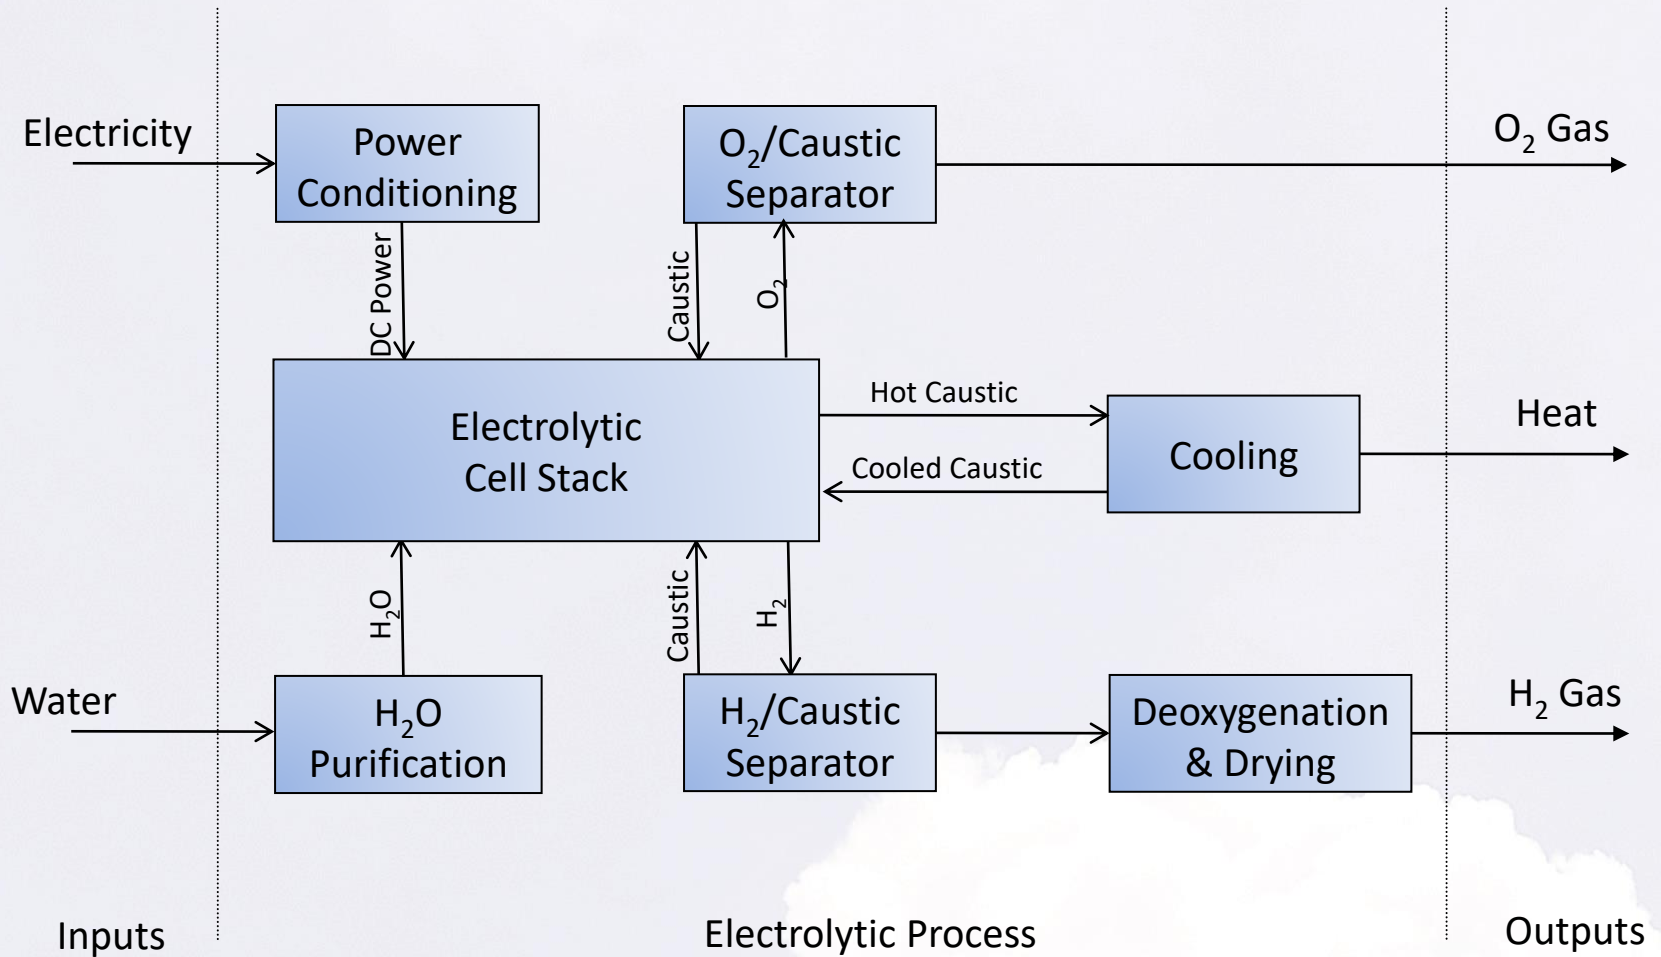 Electricity
Power
Conditioning
O₂/Caustic
Separator
O₂ Gas
DC Power
Caustic
O₂
Electrolytic
Cell Stack
Hot Caustic
Cooled Caustic
Cooling
Heat
H₂O
Caustic
H₂
Water
H₂O
Purification
H₂/Caustic
Separator
Deoxygenation
& Drying
H₂ Gas
Inputs
Electrolytic Process
Outputs